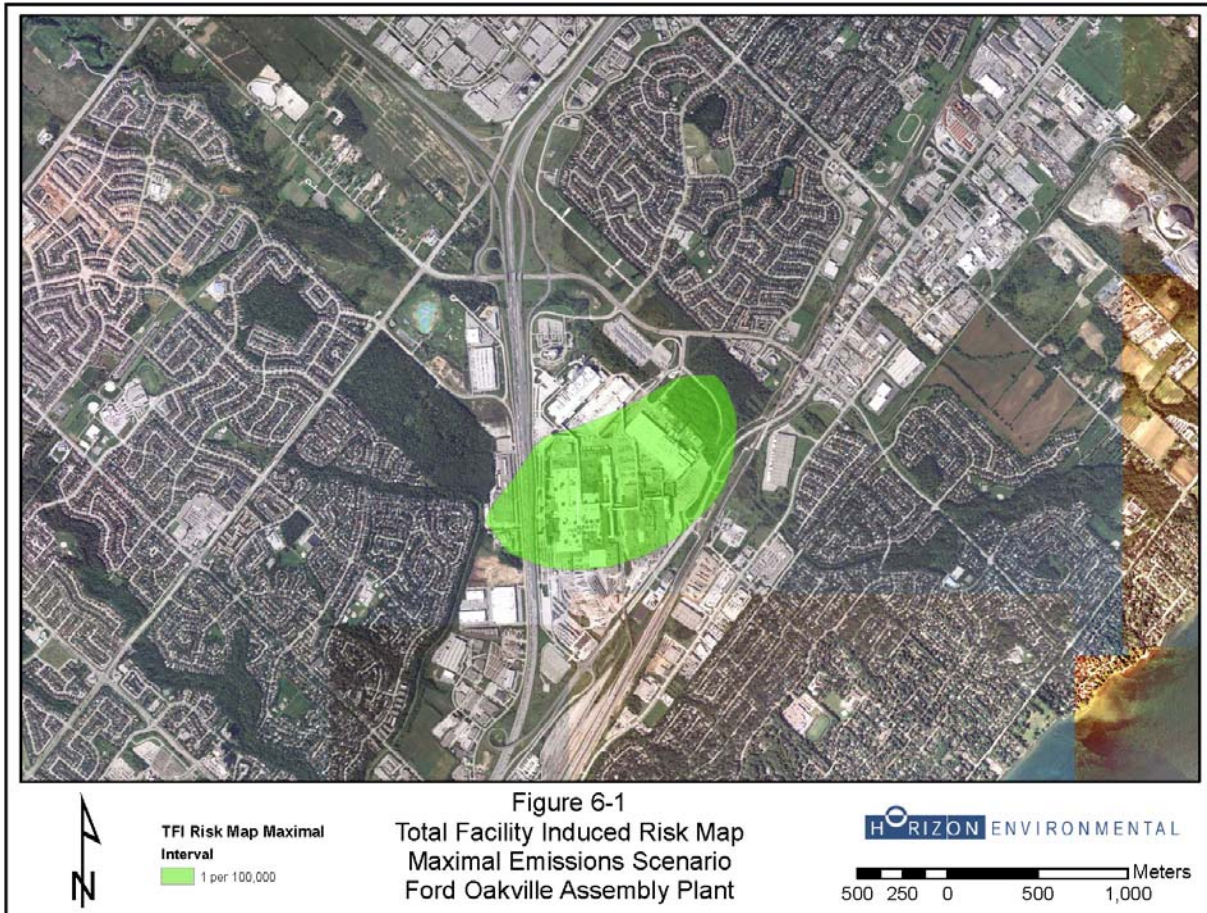 Figure 6-1
Total Facility Induced Risk Map
Maximal Emissions Scenario
Ford Oakville Assembly Plant
N
TFI Risk Map Maximal
Interval
1 per 100,000
HORIZON ENVIRONMENTAL
Meters
500 250 0 500 1,000